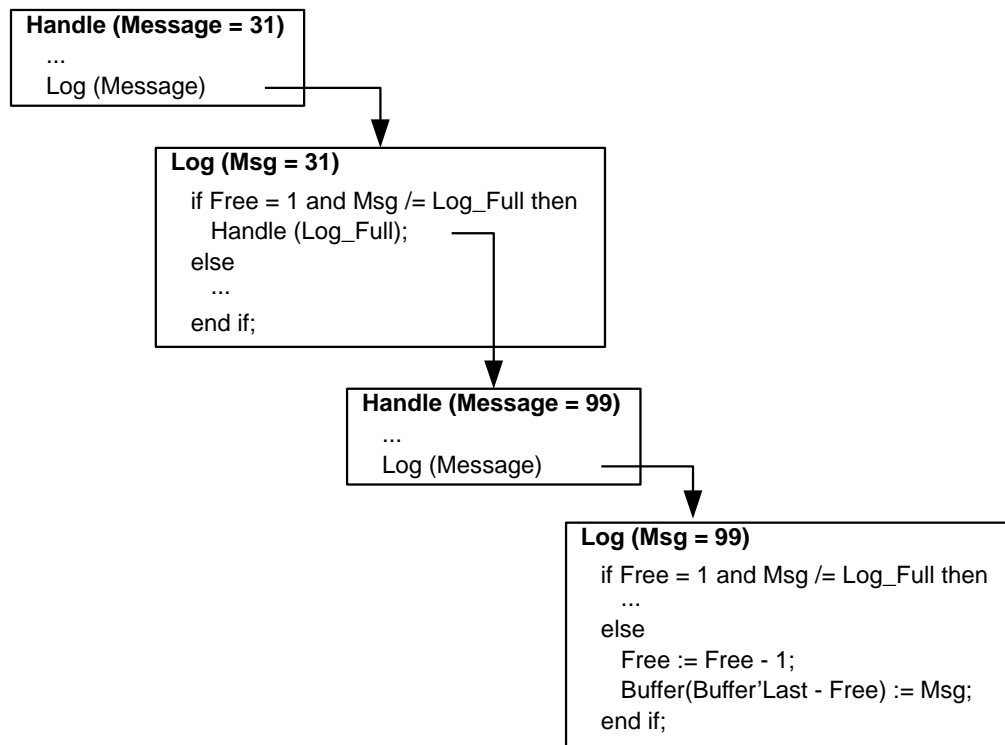 Handle (Message = 31)
...
Log (Message)
Log (Msg = 31)
if Free = 1 and Msg /= Log_Full then
Handle (Log_Full);
else
...
end if;
Handle (Message = 99)
...
Log (Message)
Log (Msg = 99)
if Free = 1 and Msg /= Log_Full then
...
else
Free := Free - 1;
Buffer(Buffer’Last - Free) := Msg;
end if;